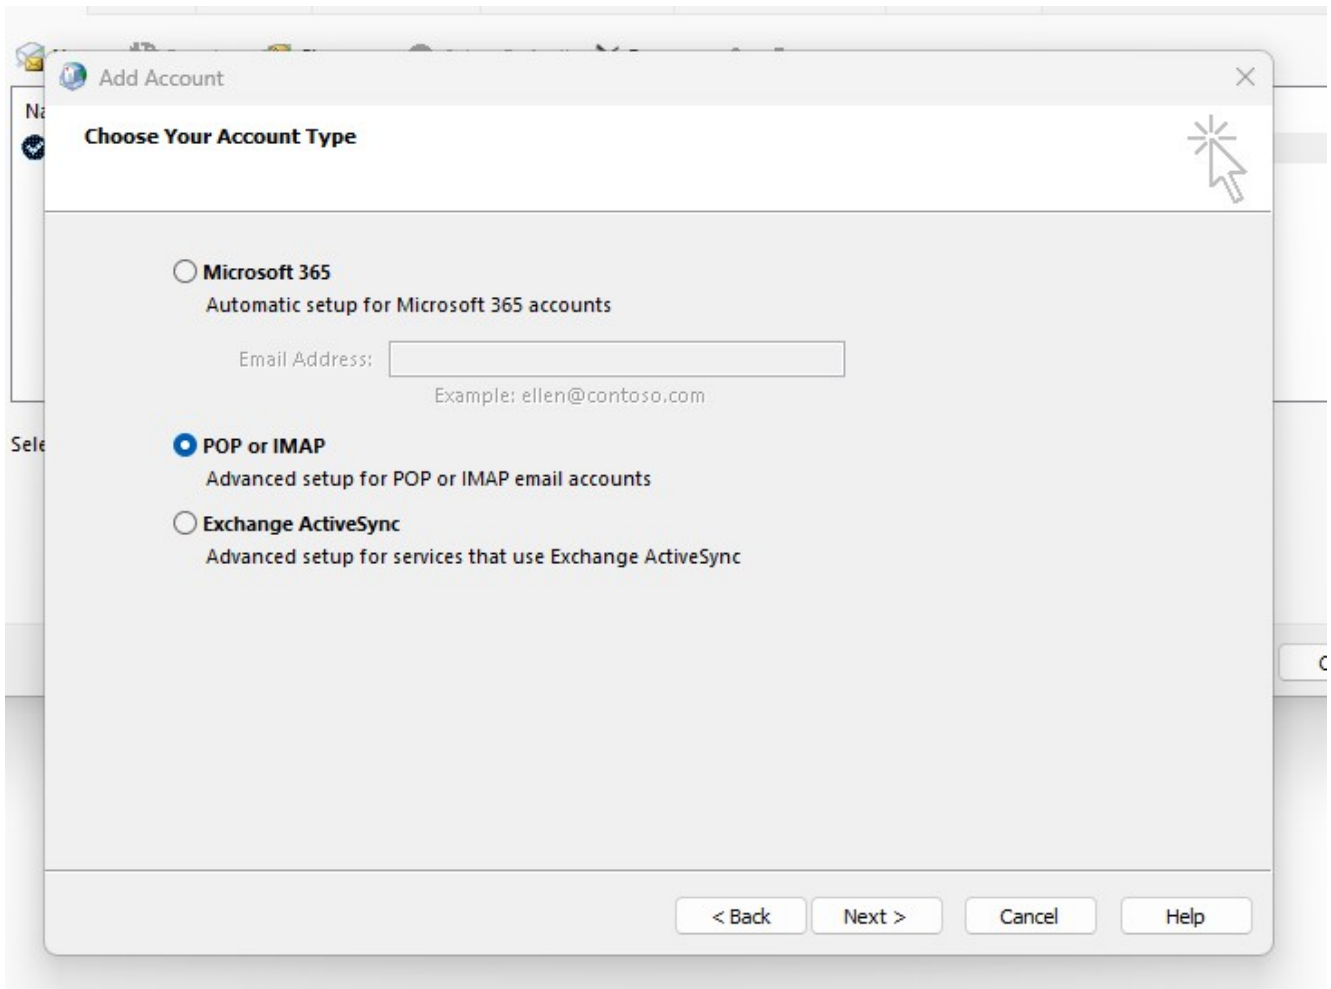 Add Account
Na
Choose Your Account Type
Microsoft 365
Automatic setup for Microsoft 365 accounts
Email Address:
Example: ellen@contoso.com
Sele
POP or IMAP
Advanced setup for POP or IMAP email accounts
Exchange ActiveSync
Advanced setup for services that use Exchange ActiveSync
< Back Next > Cancel Help